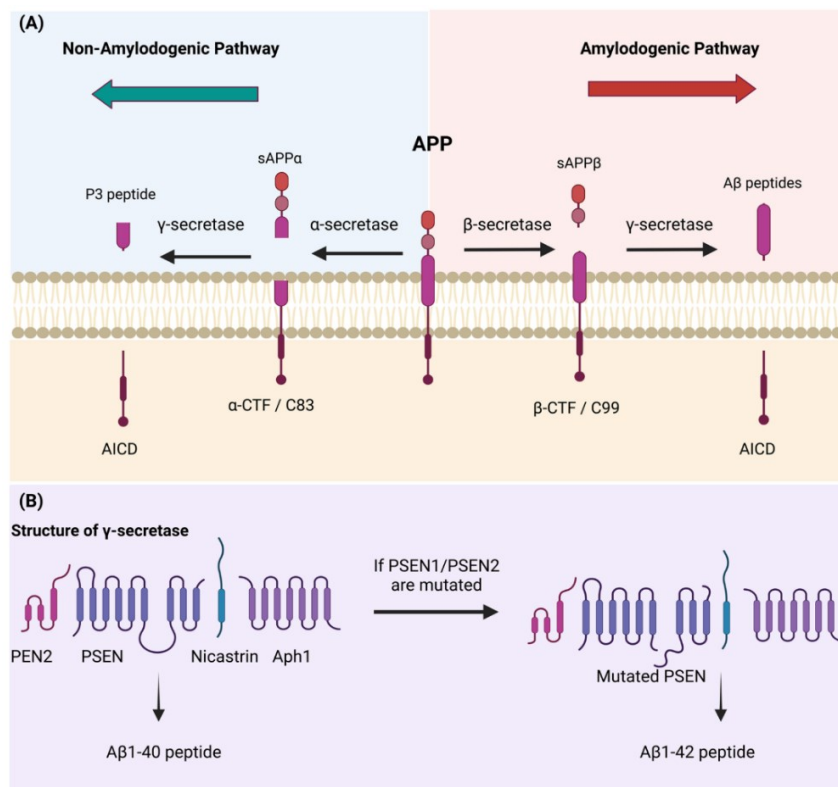 (A)
Non-Amylodogenic Pathway
Amylodogenic Pathway
APP
sAPPα
sAPPβ
P3 peptide
Aβ peptides
γ-secretase
α-secretase
β-secretase
γ-secretase
α-CTF / C83
β-CTF / C99
AICD
AICD
(B)
Structure of γ-secretase
If PSEN1/PSEN2
are mutated
PEN2
PSEN
Nicastrin
Aph1
Mutated PSEN
Aβ1-40 peptide
Aβ1-42 peptide